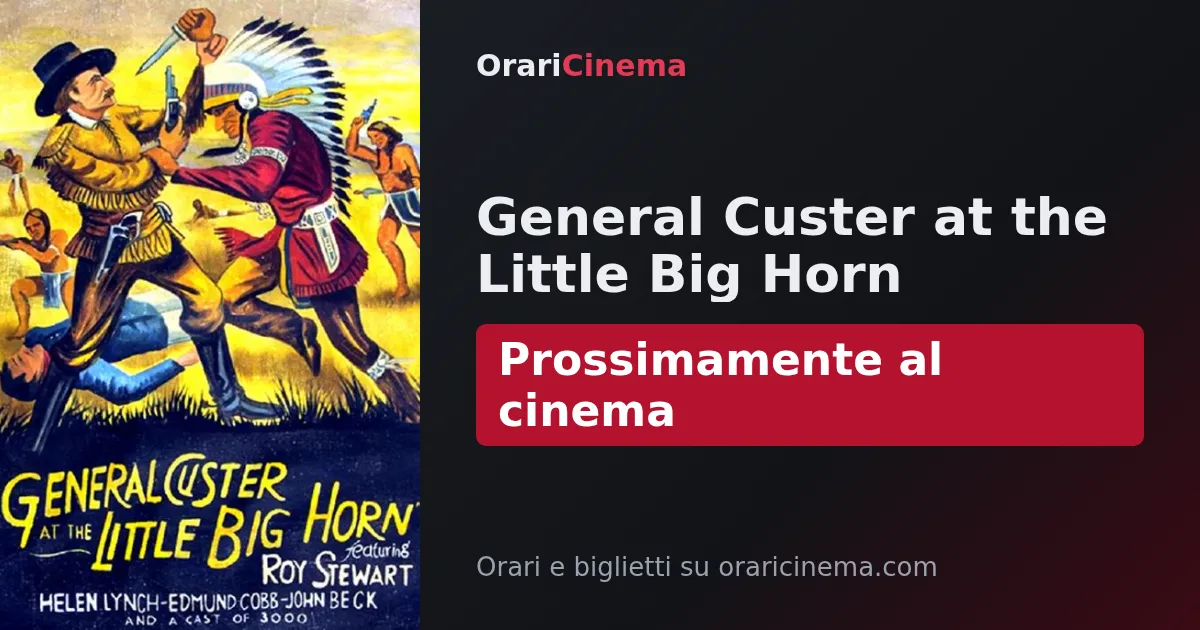 GENERAL CUSTER
AT THE LITTLE BIG HORN
featuring
ROY STEWART
HELEN LYNCH-EDMUND COBB-JOHN BECK
AND A CAST OF 3000
OrariCinema
General Custer at the
Little Big Horn
Prossimamente al
cinema
Orari e biglietti su oraricinema.com